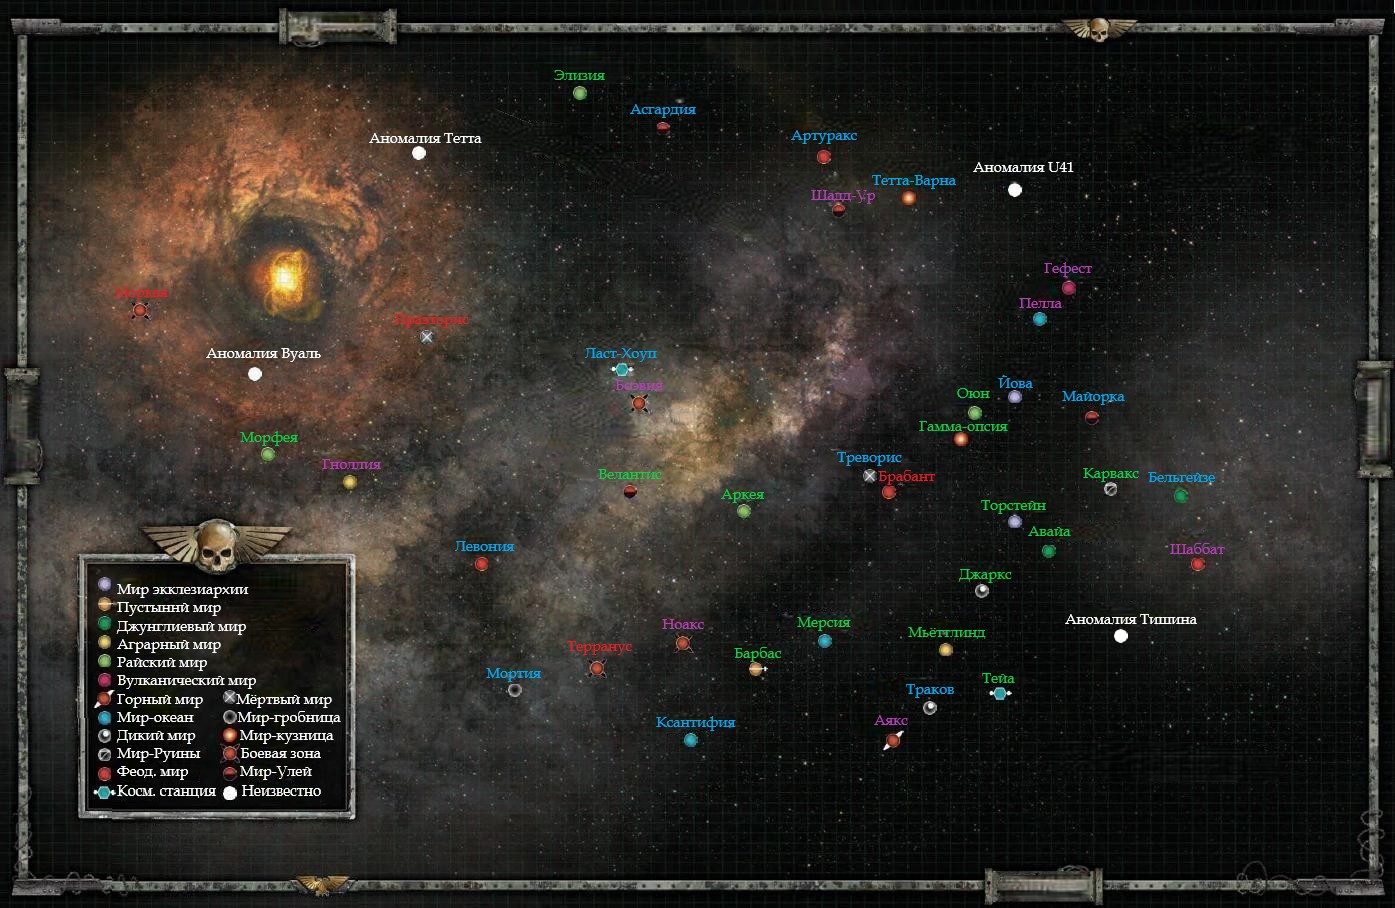 Элизия
Асгардия
Артуракс
Аномалия Тетта
Аномалия U41
Тетта-Варна
Шадд-Ур
Гефест
Пелла
Аномалия Вуаль
Ласт-Хоуп
Йова
Оюн
Майорка
Гамма-опсия
Морфея
Гноллия
Треворис
Брабант
Велантис
Карвакс
Бельгейзе
Аркея
Торстейн
Авайа
Левония
Шаббат
Джаркс
Аномалия Тишина
Ноакс
Мерсия
Мьётчлинд
Терранус
Барбас
Мортия
Тейа
Траков
Ксантифия
Аякс
Мир экклезиархии
Пустыннй мир
Джунглиевый мир
Аграрный мир
Райский мир
Вулканический мир
Горный мир Мёртвый мир
Мир-океан Мир-гробница
Дикий мир Мир-кузница
Мир-Руины Боевая зона
Феод. мир Мир-Улей
Косм. станция Неизвестно